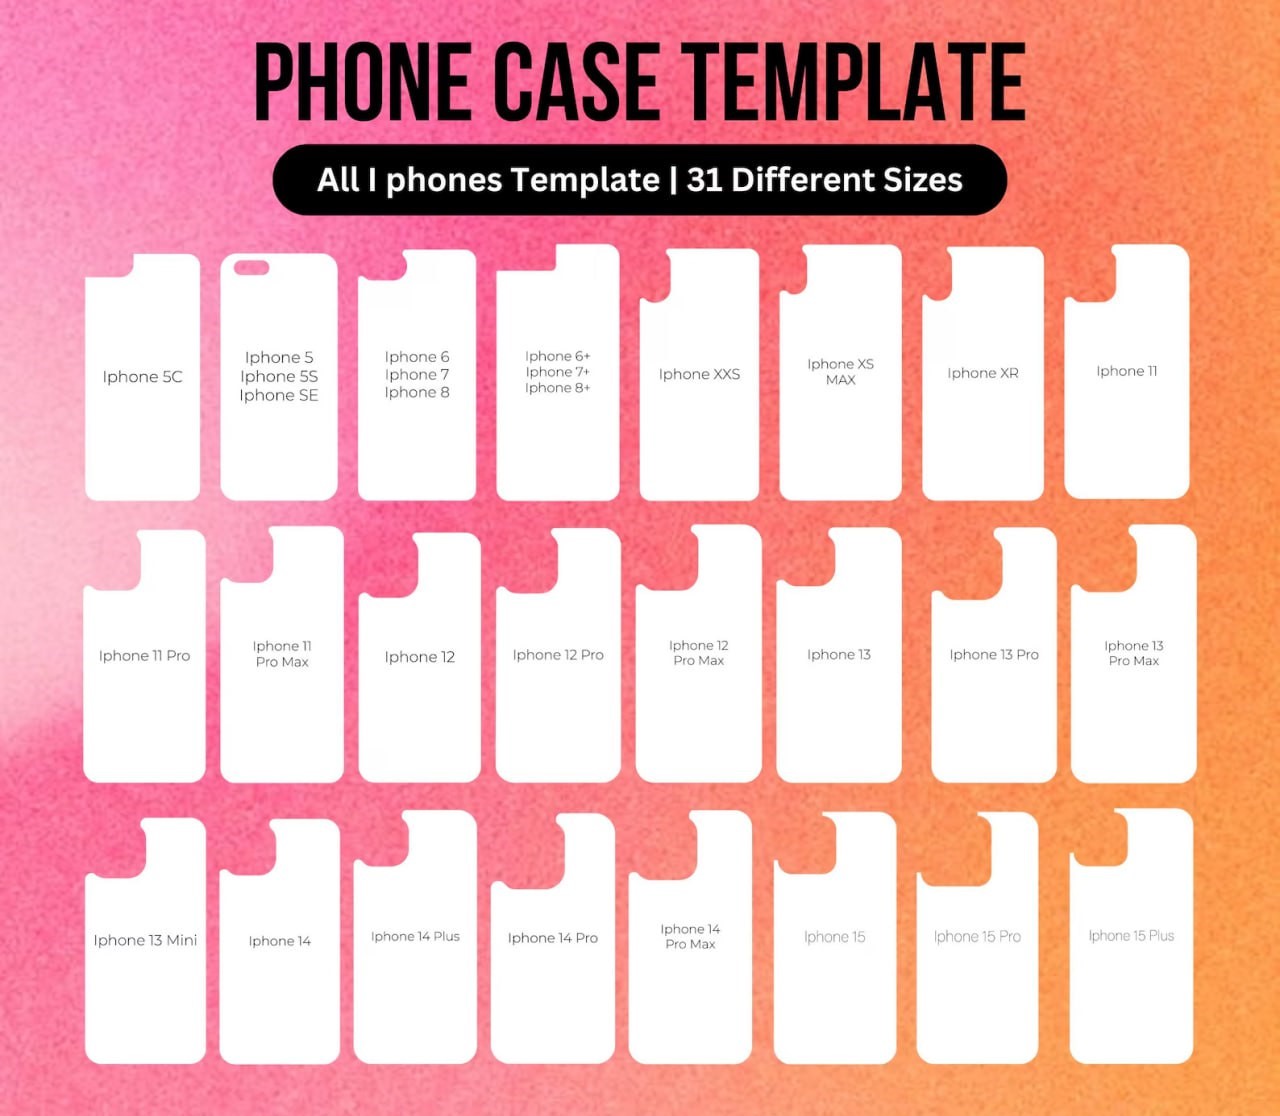 PHONE CASE TEMPLATE
All I phones Template | 31 Different Sizes
Iphone 5C
Iphone 5
Iphone 5S
Iphone SE
Iphone 6
Iphone 7
Iphone 8
Iphone 6+
Iphone 7+
Iphone 8+
Iphone XXS
Iphone XS
MAX
Iphone XR
Iphone 11
Iphone 11 Pro
Iphone 11
Pro Max
Iphone 12
Iphone 12 Pro
Iphone 12
Pro Max
Iphone 13
Iphone 13 Pro
Iphone 13
Pro Max
Iphone 13 Mini
Iphone 14
Iphone 14 Plus
Iphone 14 Pro
Iphone 14
Pro Max
Iphone 15
Iphone 15 Pro
Iphone 15 Plus